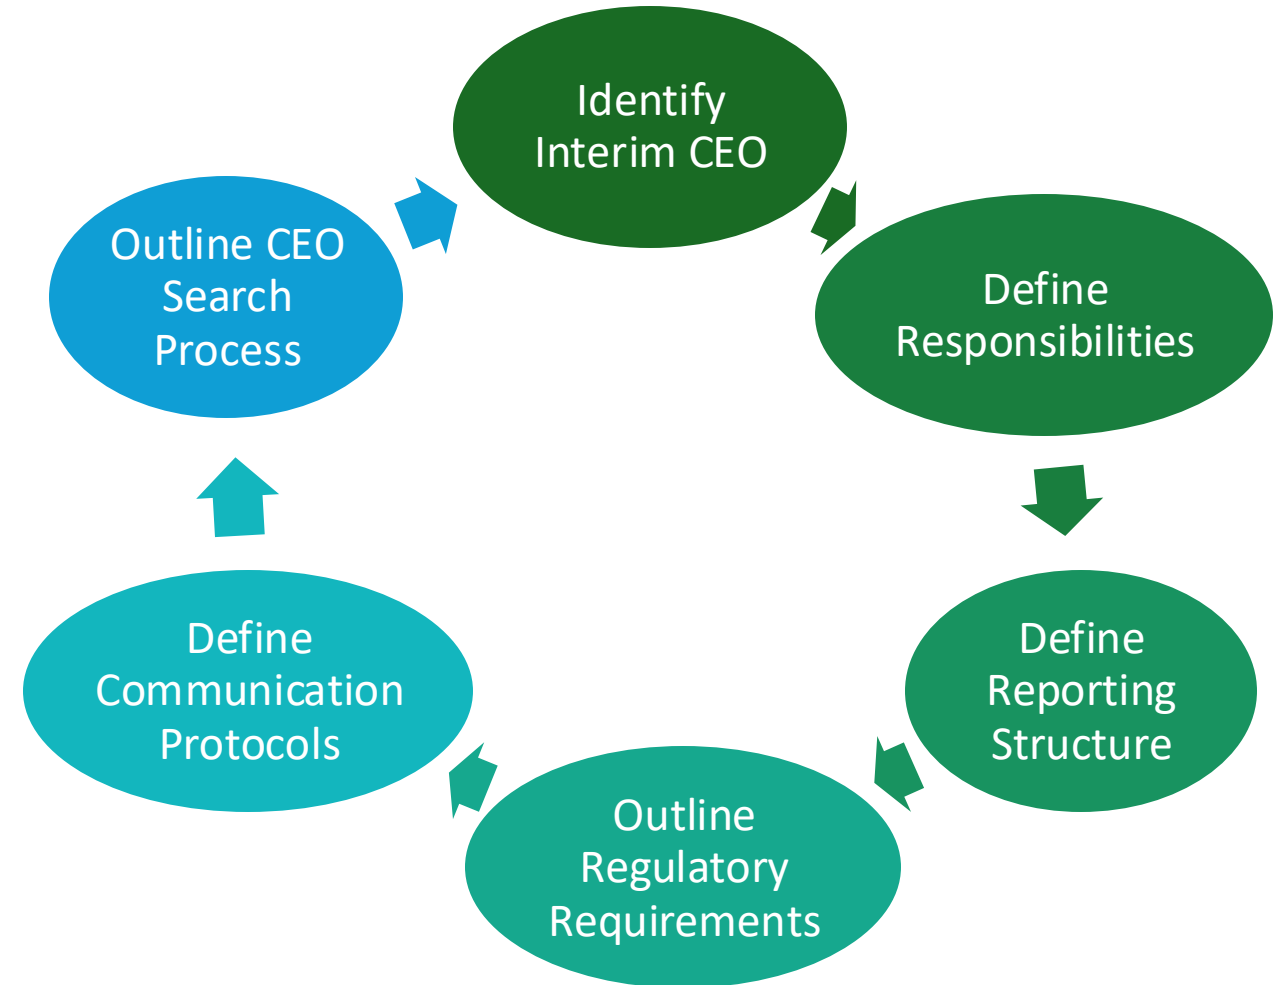 Identify
Interim CEO
Define
Responsibilities
Define
Reporting
Structure
Outline
Regulatory
Requirements
Define
Communication
Protocols
Outline CEO
Search
Process